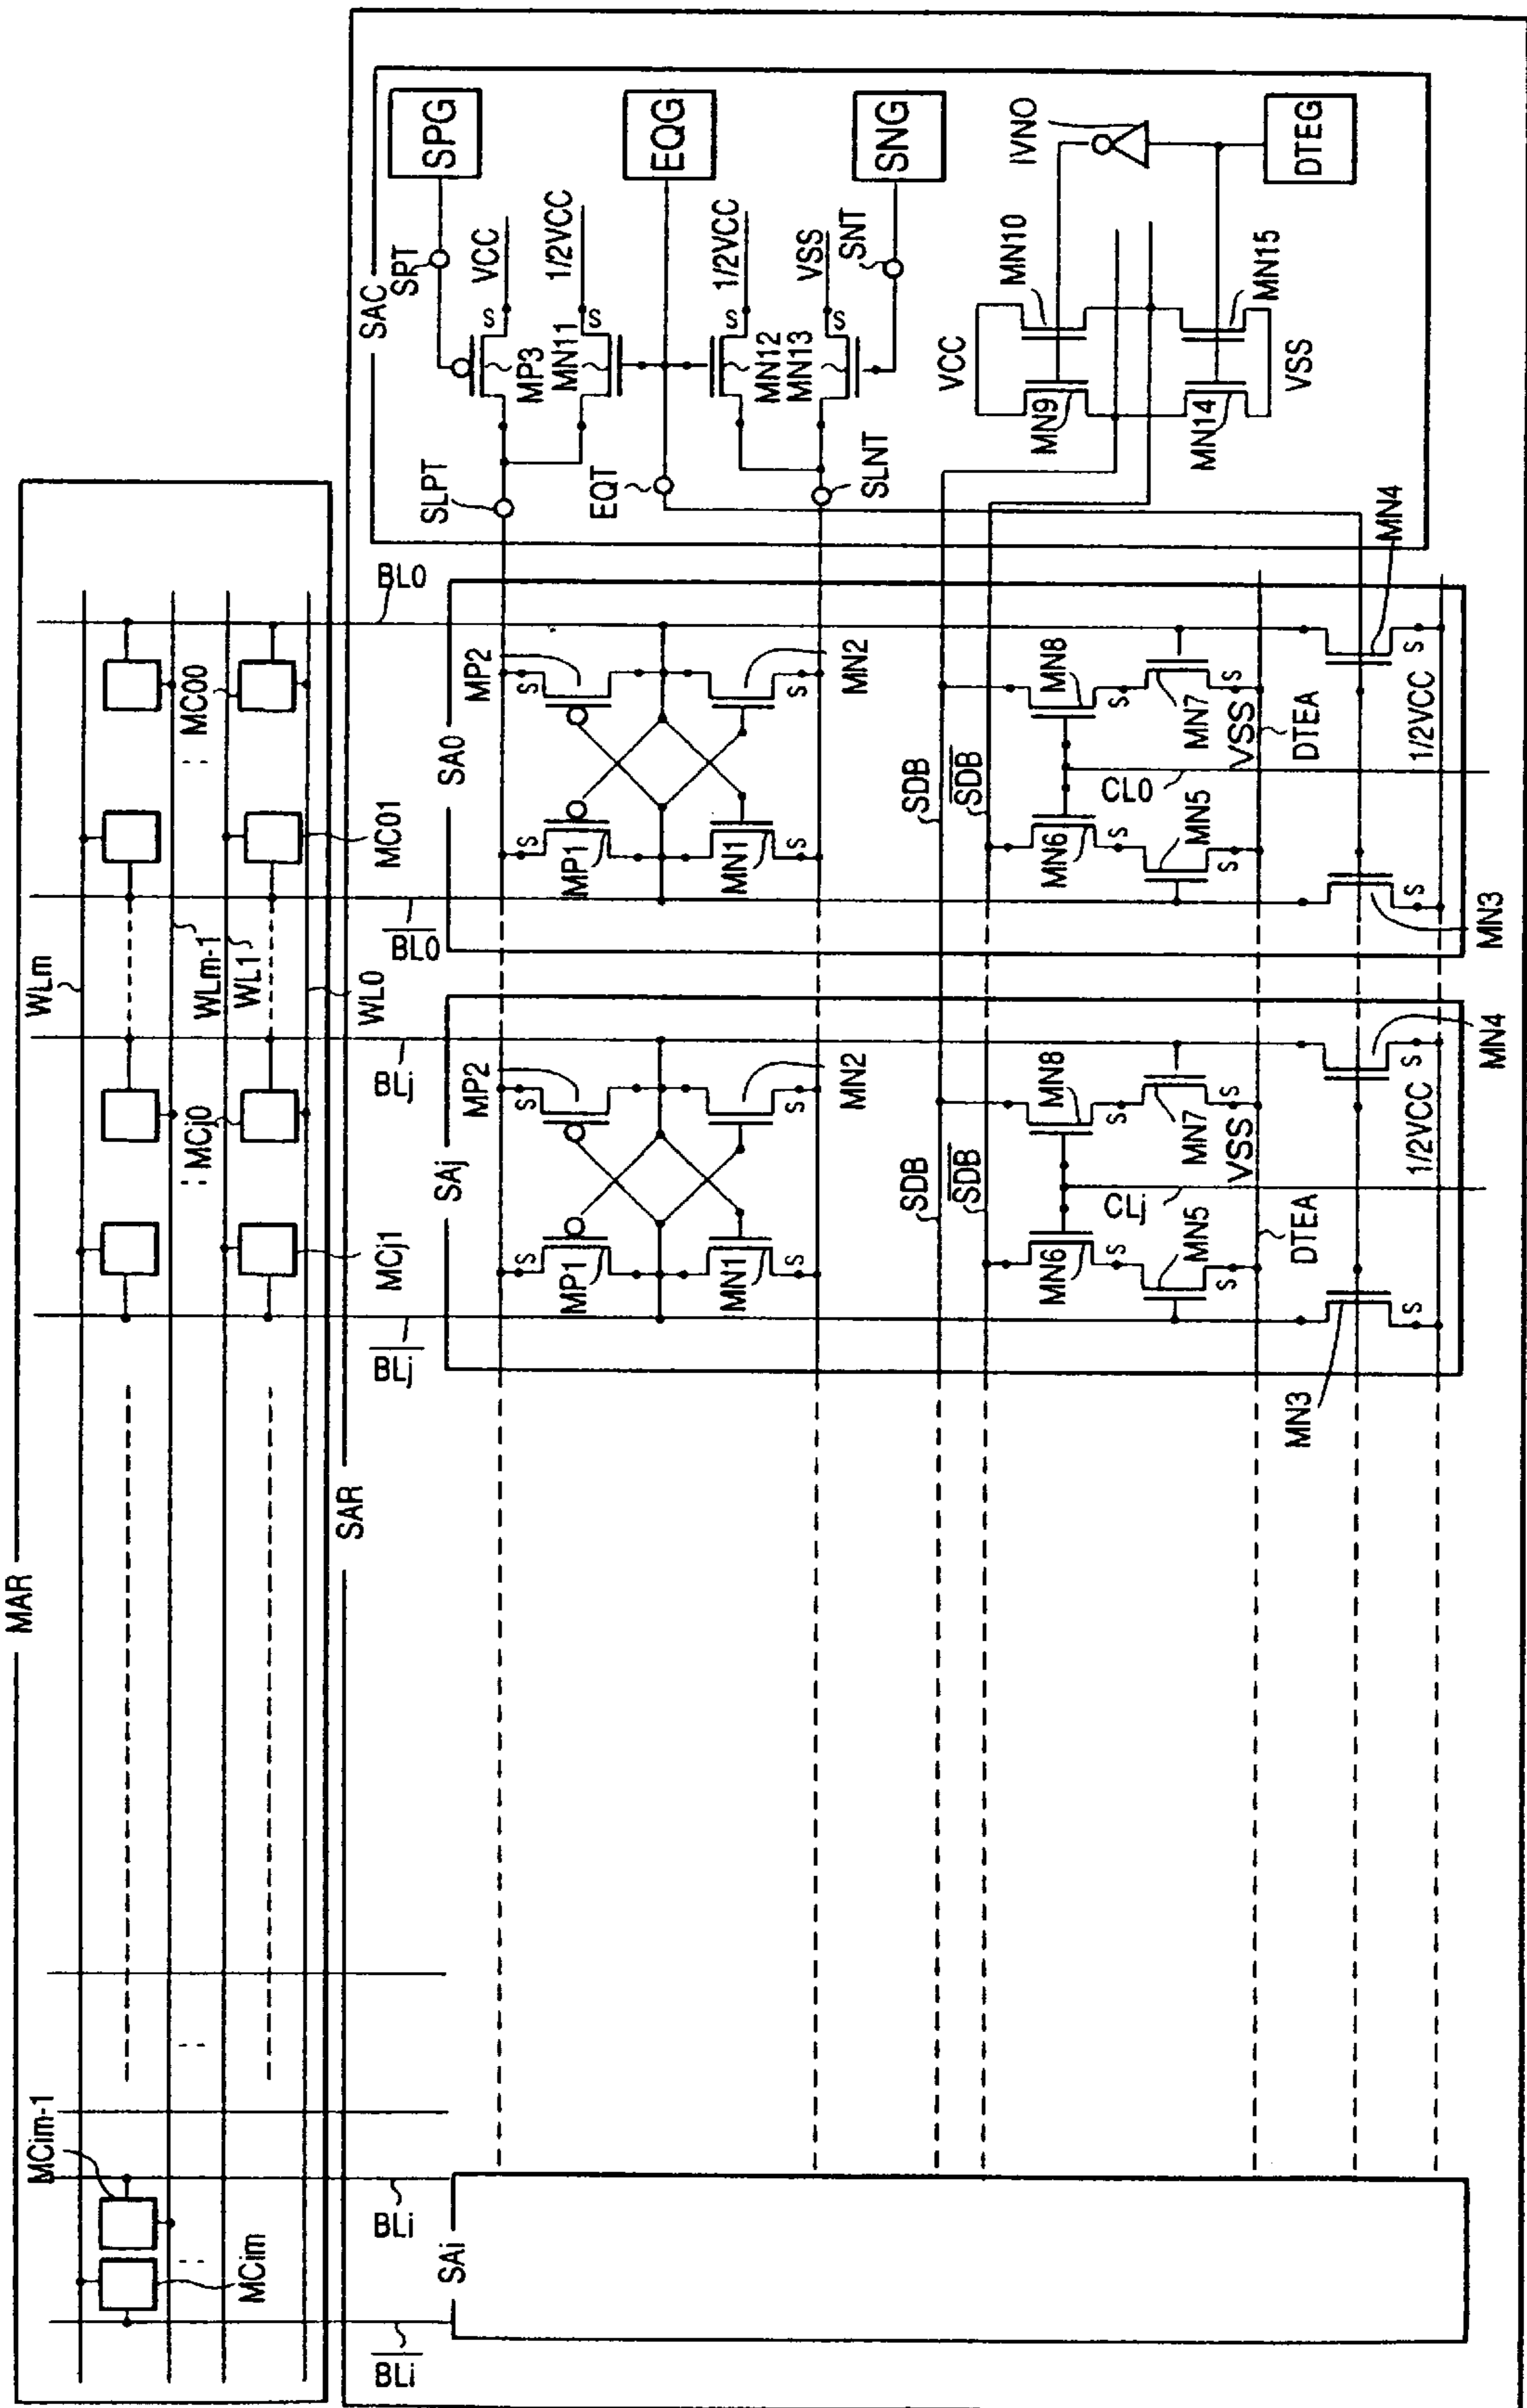 MAR
WLm
WLm-1
WL1
WL0
MCim-1
MCim
MCj0
MCj1
MC00
MC01
BLi
BLi
BLj
BLj
BL0
BL0
SAR
SAi
SAj
MP2
MP1
MN2
MN1
S
S
S
S
SDB
SDB
MN8
MN6
S
S
MN7
MN5
S
S
VSS
CLj
DTEA
MN4
MN3
S
S
1/2VCC
SA0
MP2
MP1
MN2
MN1
S
S
S
S
SDB
SDB
MN8
MN6
S
S
MN7
MN5
S
S
VSS
CL0
DTEA
MN4
MN3
S
S
1/2VCC
SAC
SPG
SPT
VCC
S
MP3
1/2VCC
S
MN11
SLPT
EQG
EQT
1/2VCC
S
MN12
VSS
S
MN13
SNG
SNT
SLNT
VCC
MN10
MN9
IVN0
MN15
MN14
VSS
DTEG